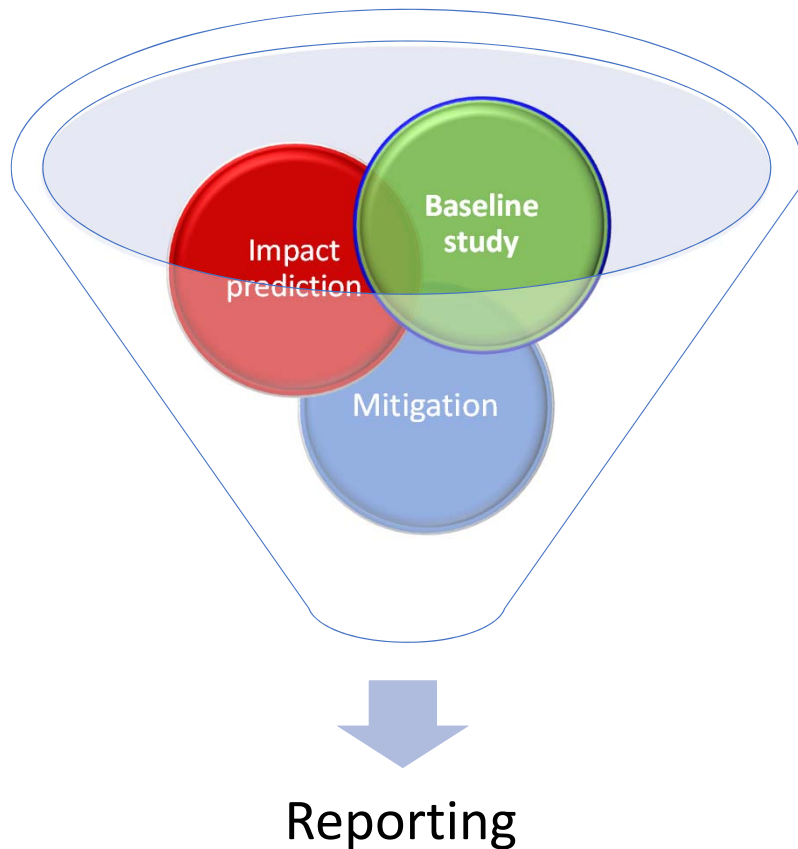 Baseline
study
Impact
prediction
Mitigation
Reporting